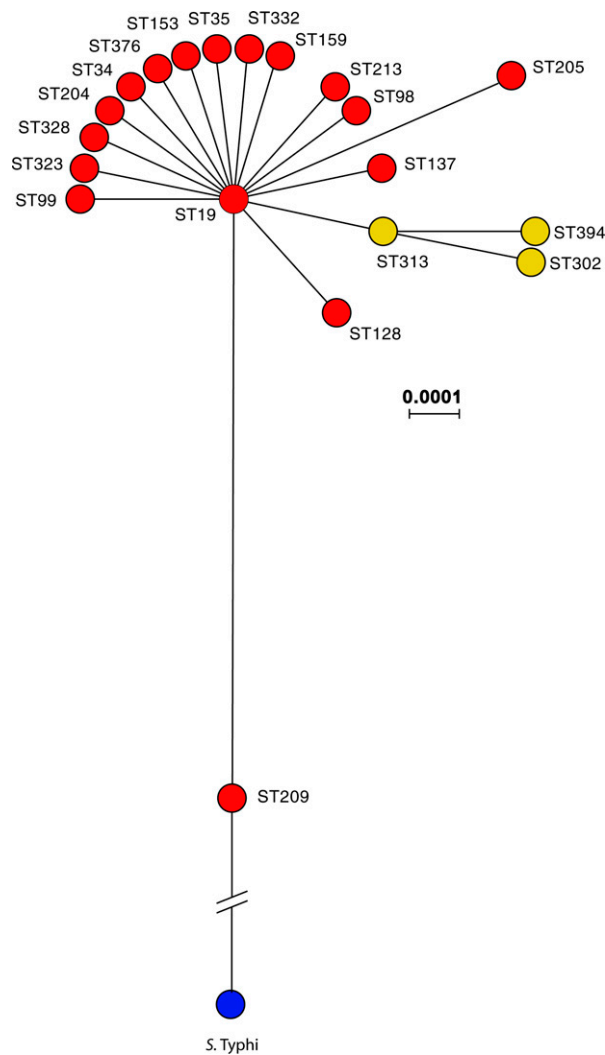 ST35
ST332
ST153
ST159
ST376
ST213
ST205
ST34
ST98
ST204
ST328
ST137
ST323
ST99
ST19
ST394
ST313
ST302
ST128
0.0001
ST209
S. Typhi